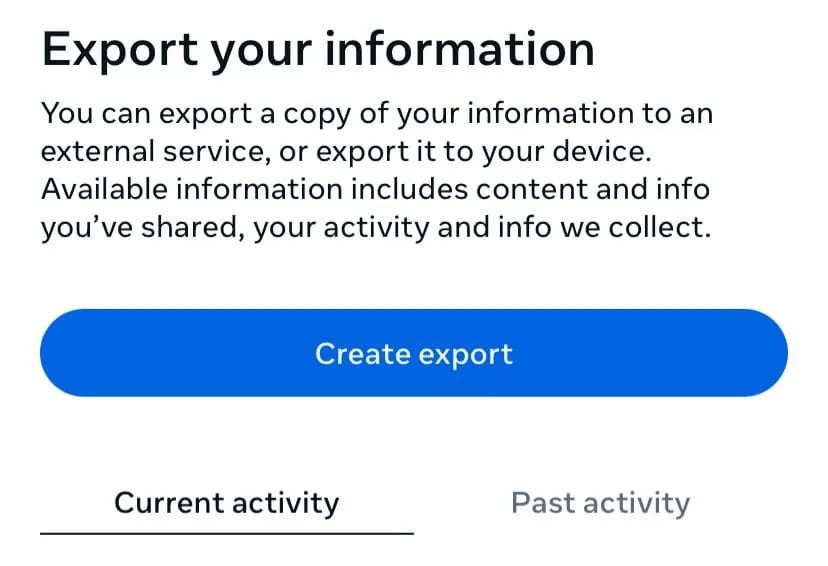 Export your information
You can export a copy of your information to an
external service, or export it to your device.
Available information includes content and info
you’ve shared, your activity and info we collect.
Create export
Current activity
Past activity